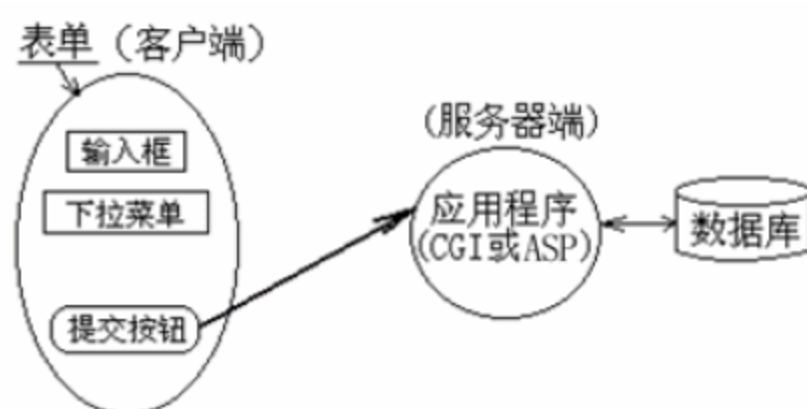 表单（客户端）
输入框
下拉菜单
提交按钮
(服务器端)
应用程序
(CGI或ASP)
数据库